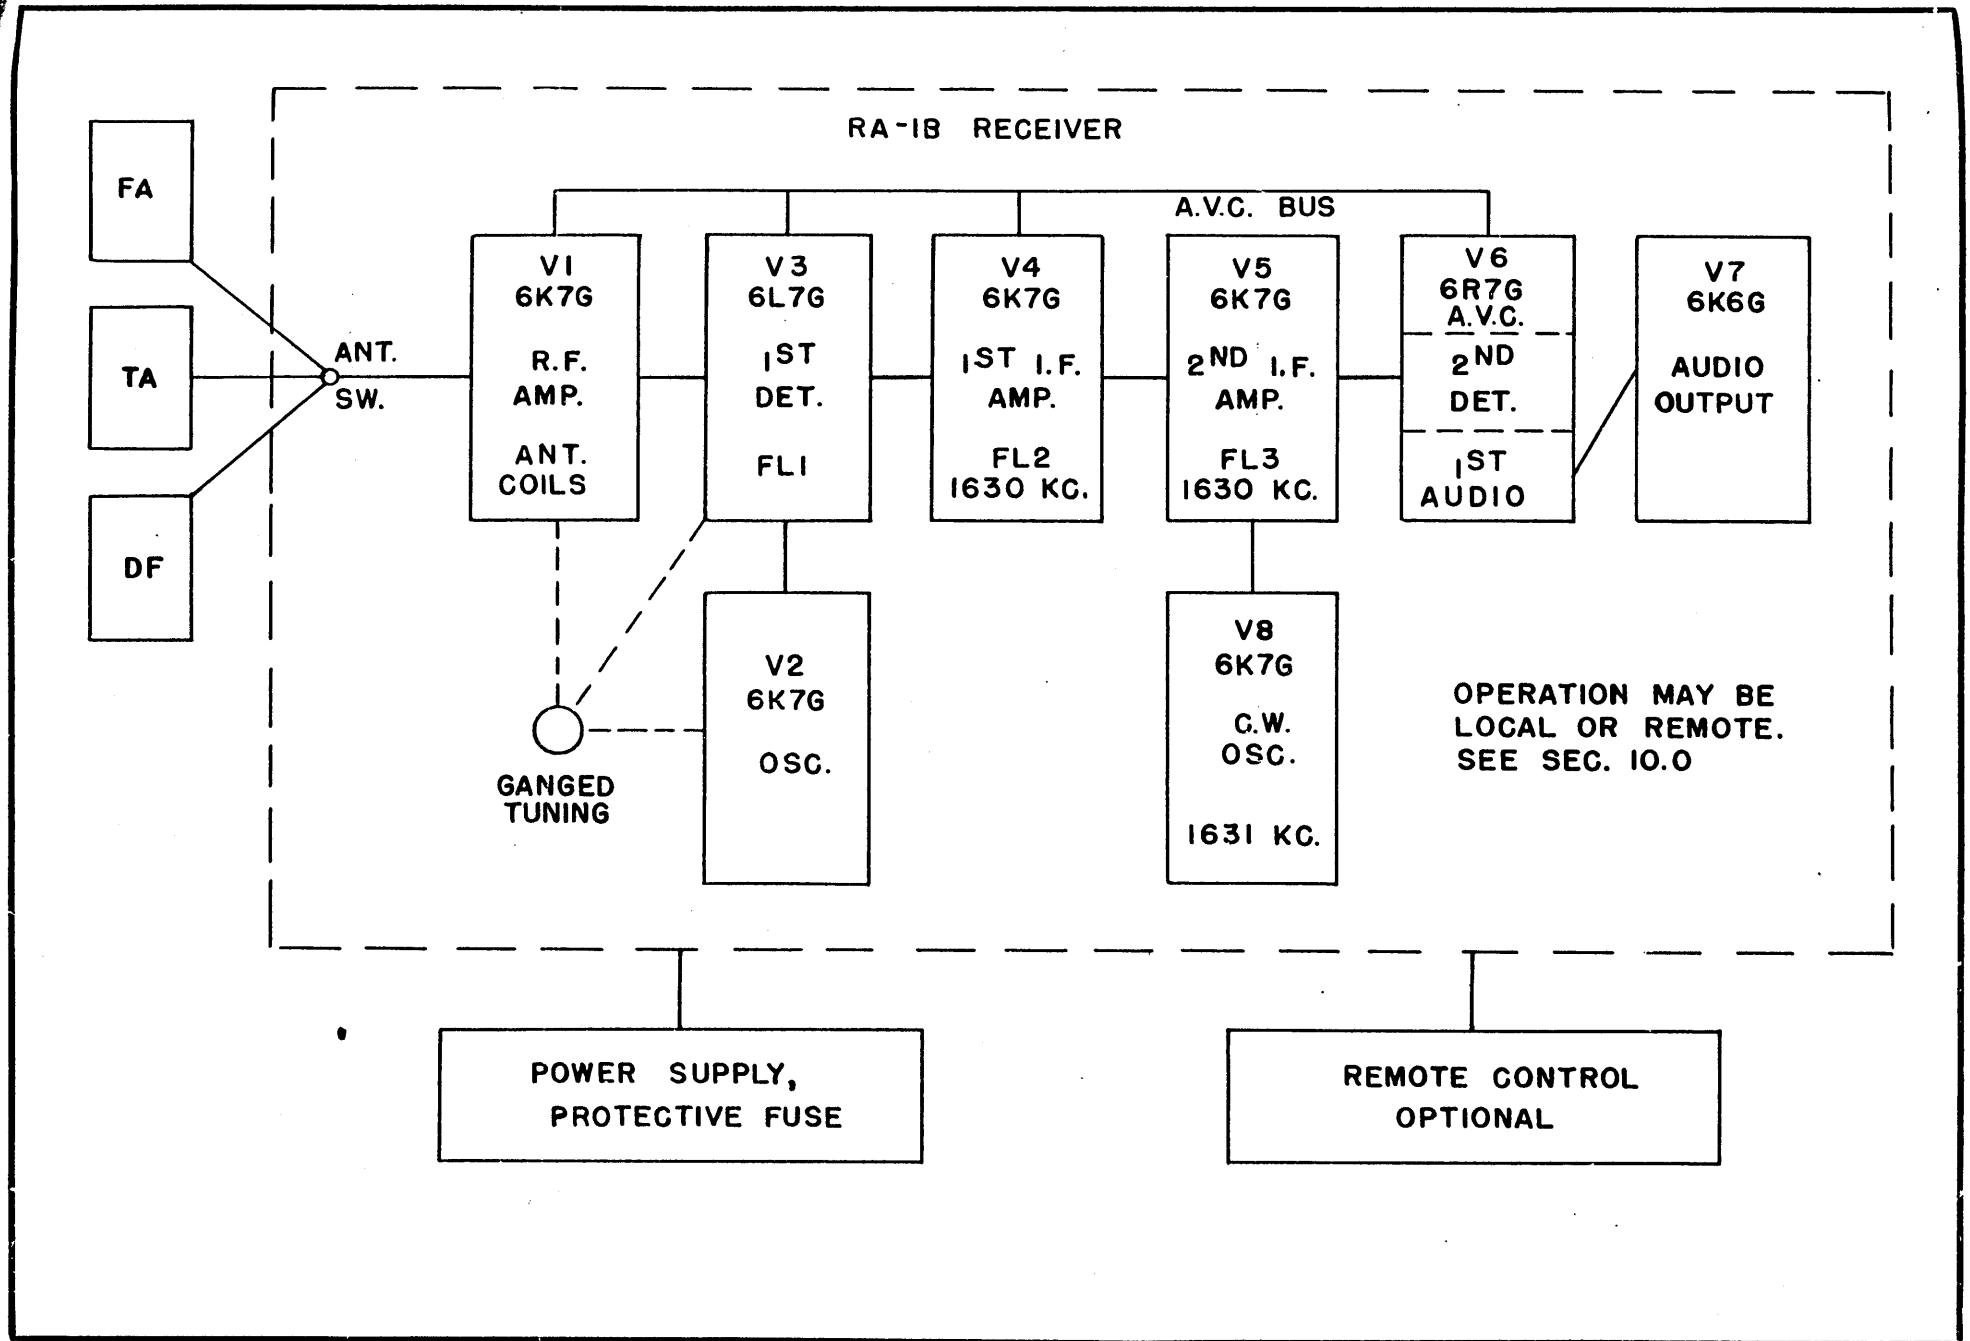 RA-1B RECEIVER
FA
TA
DF
ANT.
SW.
A.V.C. BUS
V1
6K7G
R.F.
AMP.
ANT.
COILS
V3
6L7G
1ST
DET.
FL1
V4
6K7G
1ST I.F.
AMP.
FL2
1630 KC.
V5
6K7G
2ND I.F.
AMP.
FL3
1630 KC.
V6
6R7G
A.V.C.
2ND
DET.
1ST
AUDIO
V7
6K6G
AUDIO
OUTPUT
GANGED
TUNING
V2
6K7G
OSC.
V8
6K7G
C.W.
OSC.
1631 KC.
OPERATION MAY BE
LOCAL OR REMOTE.
SEE SEC. 10.0
POWER SUPPLY,
PROTECTIVE FUSE
REMOTE CONTROL
OPTIONAL